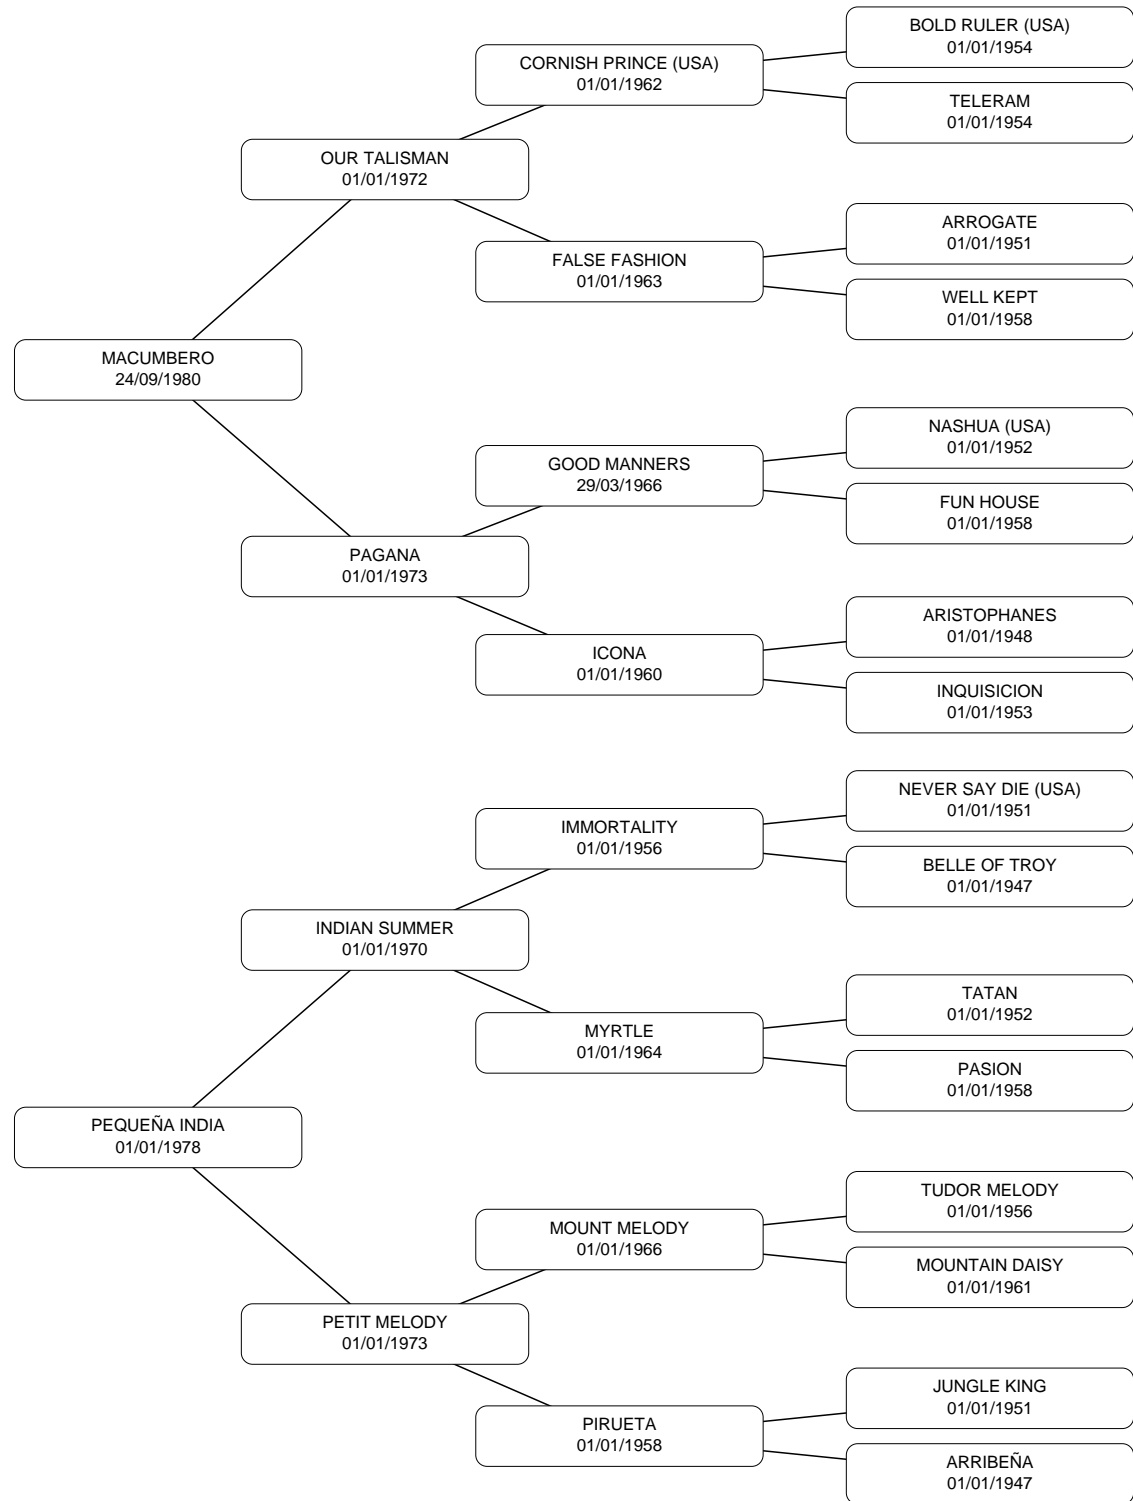 BOLD RULER (USA)
01/01/1954
CORNISH PRINCE (USA)
01/01/1962
TELERAM
01/01/1954
OUR TALISMAN
01/01/1972
ARROGATE
01/01/1951
FALSE FASHION
01/01/1963
WELL KEPT
01/01/1958
MACUMBERO
24/09/1980
NASHUA (USA)
01/01/1952
GOOD MANNERS
29/03/1966
FUN HOUSE
01/01/1958
PAGANA
01/01/1973
ARISTOPHANES
01/01/1948
ICONA
01/01/1960
INQUISICION
01/01/1953
NEVER SAY DIE (USA)
01/01/1951
IMMORTALITY
01/01/1956
BELLE OF TROY
01/01/1947
INDIAN SUMMER
01/01/1970
TATAN
01/01/1952
MYRTLE
01/01/1964
PASION
01/01/1958
PEQUEÑA INDIA
01/01/1978
TUDOR MELODY
01/01/1956
MOUNT MELODY
01/01/1966
MOUNTAIN DAISY
01/01/1961
PETIT MELODY
01/01/1973
JUNGLE KING
01/01/1951
PIRUETA
01/01/1958
ARRIBEÑA
01/01/1947